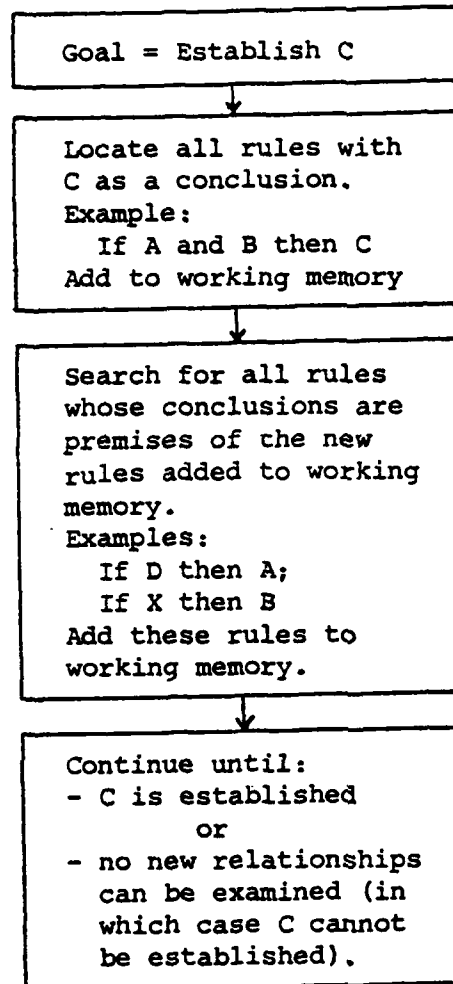 Goal = Establish C
Locate all rules with
C as a conclusion.
Example:
If A and B then C
Add to working memory
Search for all rules
whose conclusions are
premises of the new
rules added to working
memory.
Examples:
If D then A;
If X then B
Add these rules to
working memory.
Continue until:
- C is established
or
- no new relationships
can be examined (in
which case C cannot
be established).